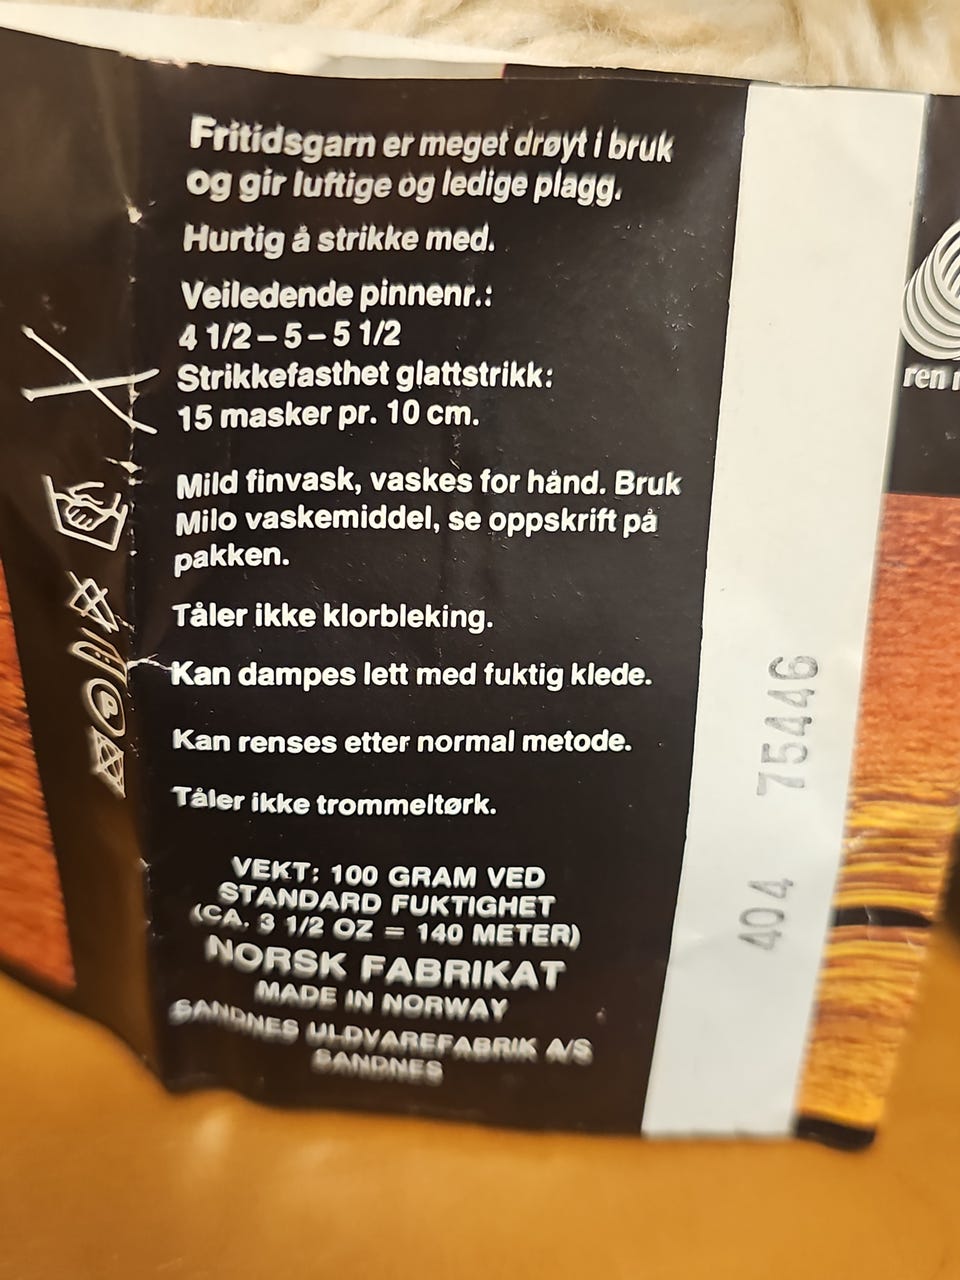 Fritidsgarn er meget drøyt i bruk
og gir luftige og ledige plagg.
Hurtig å strikke med.
Veiledende pinnenr.:
4 1/2 – 5 – 5 1/2
Strikkefasthet glattstrikk:
15 masker pr. 10 cm.
Mild finvask, vaskes for hånd. Bruk
Milo vaskemiddel, se oppskrift på
pakken.
Tåler ikke klorbleking.
Kan dampes lett med fuktig klede.
P
Kan renses etter normal metode.
Tåler ikke trommeltørk.
VEKT: 100 GRAM VED
STANDARD FUKTIGHET
(CA. 3 1/2 OZ = 140 METER)
NORSK FABRIKAT
MADE IN NORWAY
SANDNES ULDVAREFABRIK A/S
SANDNES
404 75446
ren